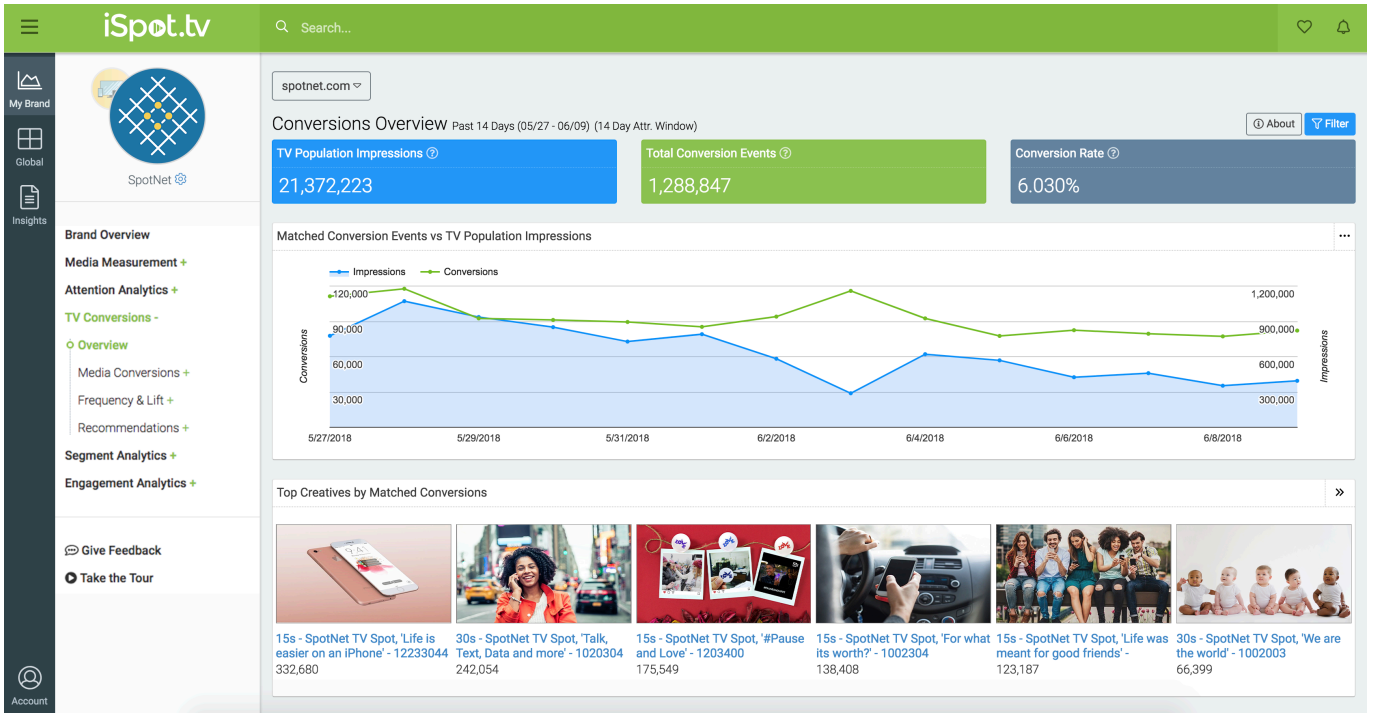 iSpot.tv
Search...
My Brand
Global
Insights
Account
SpotNet
Brand Overview
Media Measurement +
Attention Analytics +
TV Conversions -
Overview
Media Conversions +
Frequency & Lift +
Recommendations +
Segment Analytics +
Engagement Analytics +
Give Feedback
Take the Tour
spotnet.com
Conversions Overview Past 14 Days (05/27 - 06/09) (14 Day Attr. Window)
About
Filter
TV Population Impressions
21,372,223
Total Conversion Events
1,288,847
Conversion Rate
6.030%
Matched Conversion Events vs TV Population Impressions
Impressions
Conversions
120,000
90,000
60,000
30,000
Conversions
1,200,000
900,000
600,000
300,000
Impressions
5/27/2018
5/29/2018
5/31/2018
6/2/2018
6/4/2018
6/6/2018
6/8/2018
Top Creatives by Matched Conversions
9:41
15s - SpotNet TV Spot, 'Life is
easier on an iPhone' - 12233044
332,680
30s - SpotNet TV Spot, 'Talk,
Text, Data and more' - 1020304
242,054
15s - SpotNet TV Spot, '#Pause
and Love' - 1203400
175,549
15s - SpotNet TV Spot, 'For what
its worth?' - 1002304
138,408
15s - SpotNet TV Spot, 'Life was
meant for good friends' -
123,187
30s - SpotNet TV Spot, 'We are
the world' - 1002003
66,399